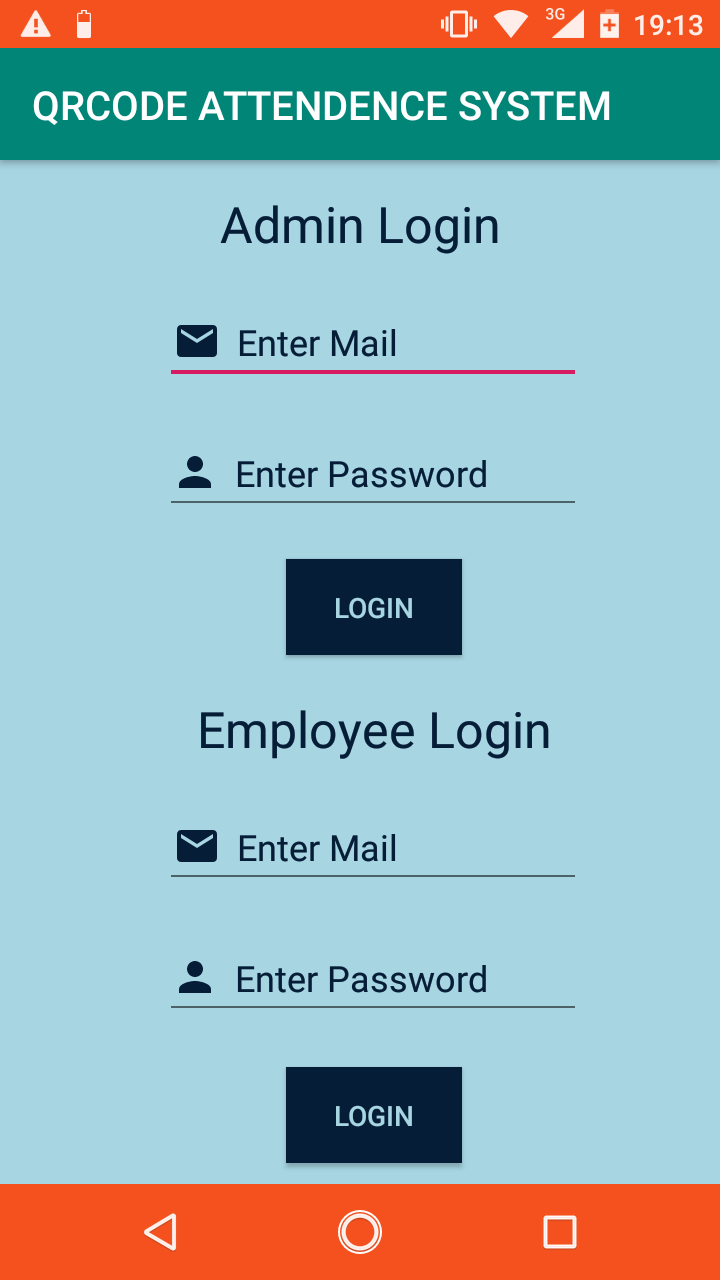 3G 19:13
QRCODE ATTENDENCE SYSTEM
Admin Login
Enter Mail
Enter Password
LOGIN
Employee Login
Enter Mail
Enter Password
LOGIN